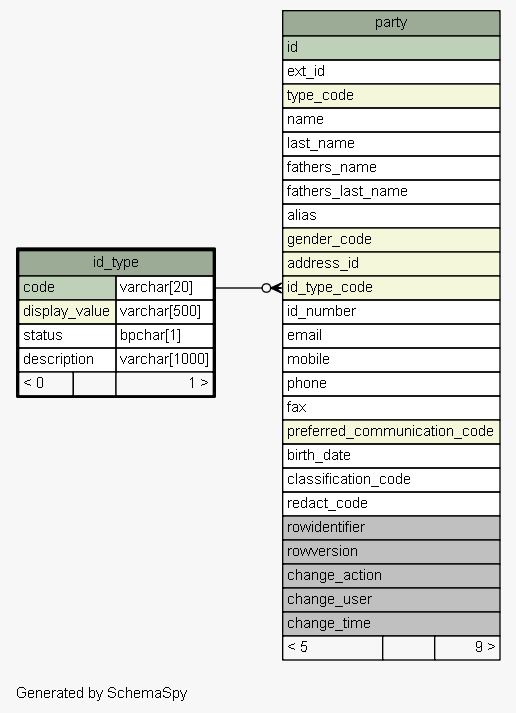 party
id
ext_id
type_code
name
last_name
fathers_name
fathers_last_name
alias
gender_code
address_id
id_type_code
id_number
email
mobile
phone
fax
preferred_communication_code
birth_date
classification_code
redact_code
rowidentifier
rowversion
change_action
change_user
change_time
< 5 9 >
id_type
code varchar[20]
display_value varchar[500]
status bpchar[1]
description varchar[1000]
< 0 1 >
Generated by SchemaSpy